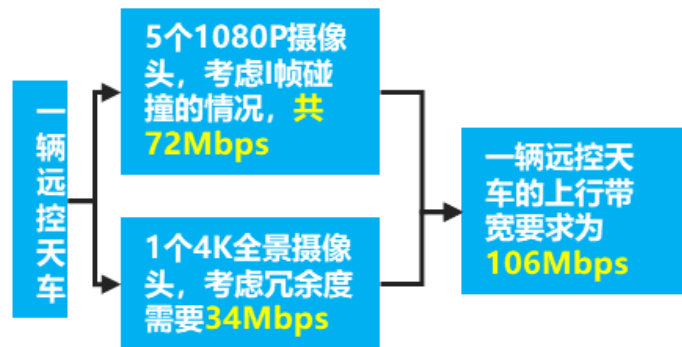 一辆远控天车
5个1080P摄像
头，考虑I帧碰
撞的情况，共
72Mbps
1个4K全景摄像
头，考虑冗余度
需要34Mbps
一辆远控天
车的上行带
宽要求为
106Mbps